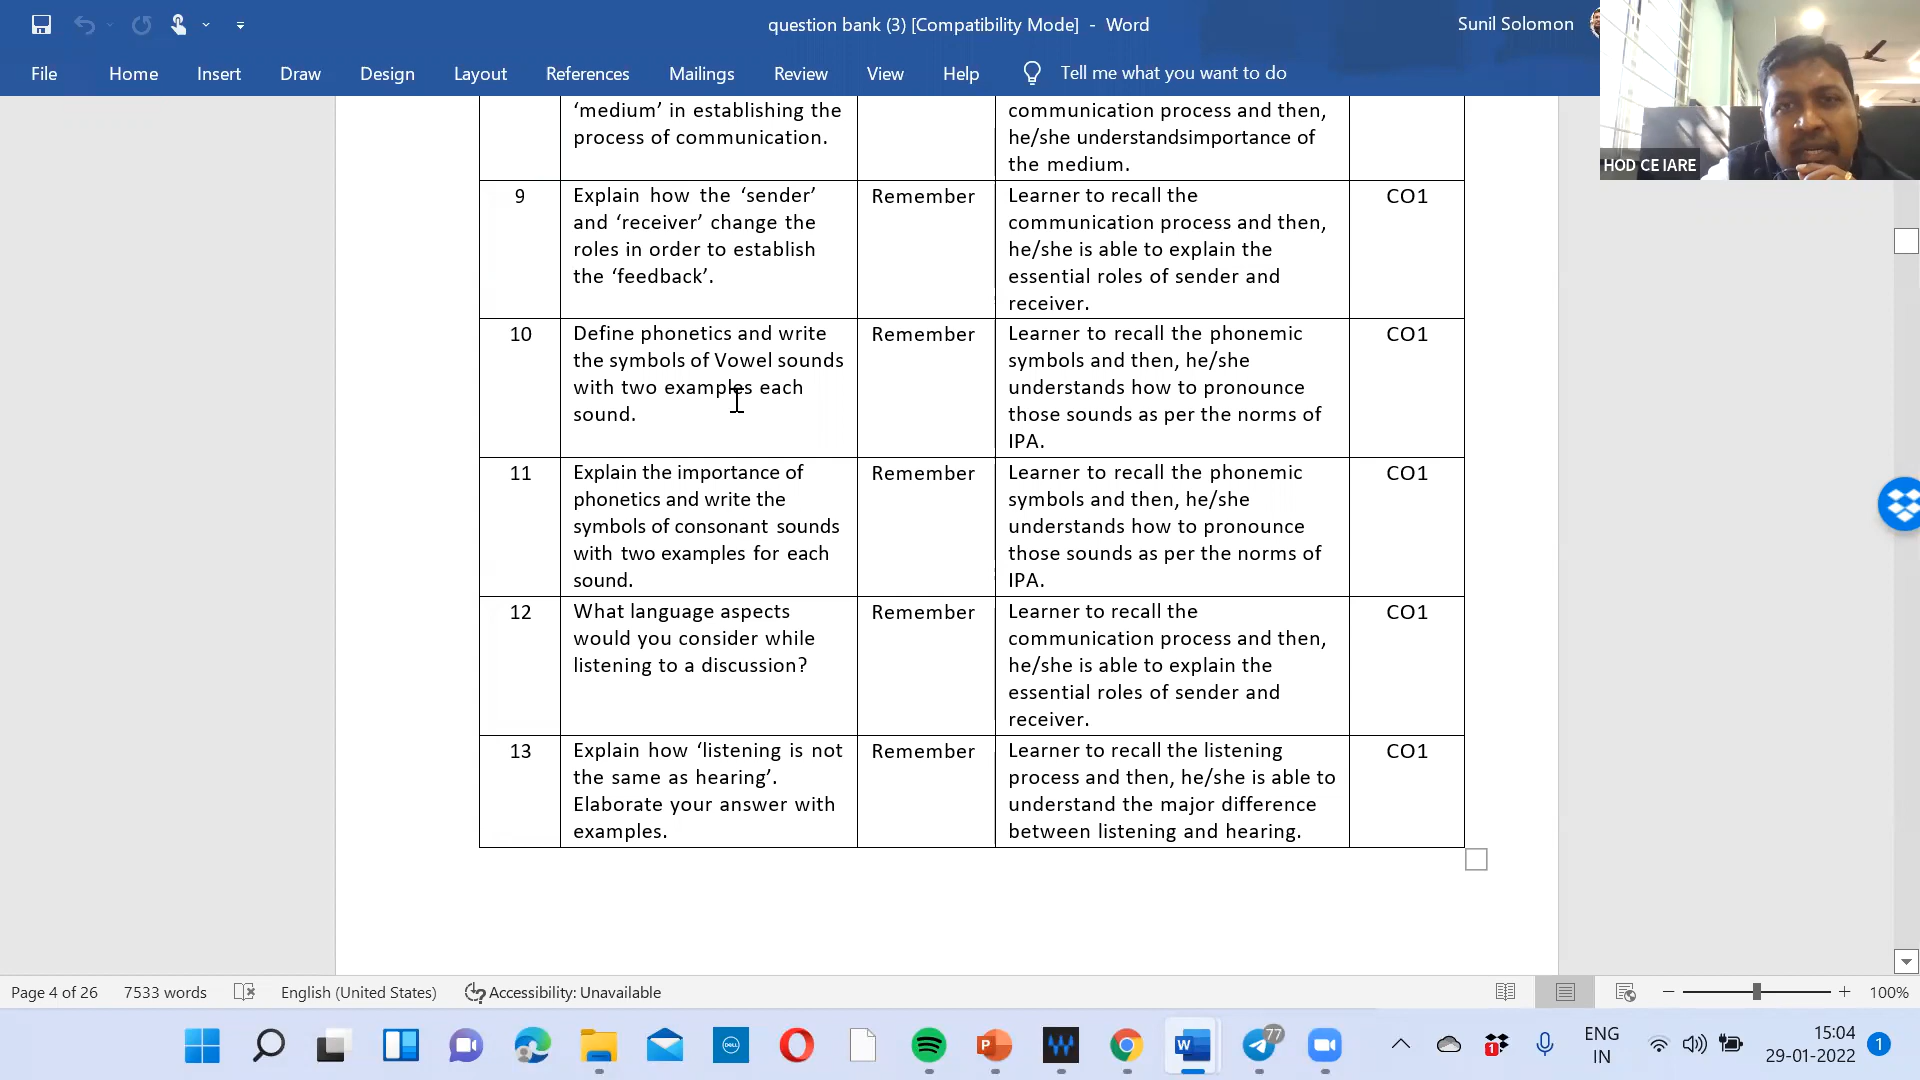 question bank (3) [Compatibility Mode] - Word
Sunil Solomon
File Home Insert Draw Design Layout References Mailings Review View Help Tell me what you want to do
HOD CE IARE
‘medium’ in establishing the
process of communication.
communication process and then,
he/she understandsimportance of
the medium.
9
Explain how the ‘sender’
and ‘receiver’ change the
roles in order to establish
the ‘feedback’.
Remember
Learner to recall the
communication process and then,
he/she is able to explain the
essential roles of sender and
receiver.
CO1
10
Define phonetics and write
the symbols of Vowel sounds
with two examples each
sound.
Remember
Learner to recall the phonemic
symbols and then, he/she
understands how to pronounce
those sounds as per the norms of
IPA.
CO1
11
Explain the importance of
phonetics and write the
symbols of consonant sounds
with two examples for each
sound.
Remember
Learner to recall the phonemic
symbols and then, he/she
understands how to pronounce
those sounds as per the norms of
IPA.
CO1
12
What language aspects
would you consider while
listening to a discussion?
Remember
Learner to recall the
communication process and then,
he/she is able to explain the
essential roles of sender and
receiver.
CO1
13
Explain how ‘listening is not
the same as hearing’.
Elaborate your answer with
examples.
Remember
Learner to recall the listening
process and then, he/she is able to
understand the major difference
between listening and hearing.
CO1
Page 4 of 26 7533 words English (United States) Accessibility: Unavailable 100%
DELL
P
W
77
1
ENG
IN
15:04
29-01-2022
1